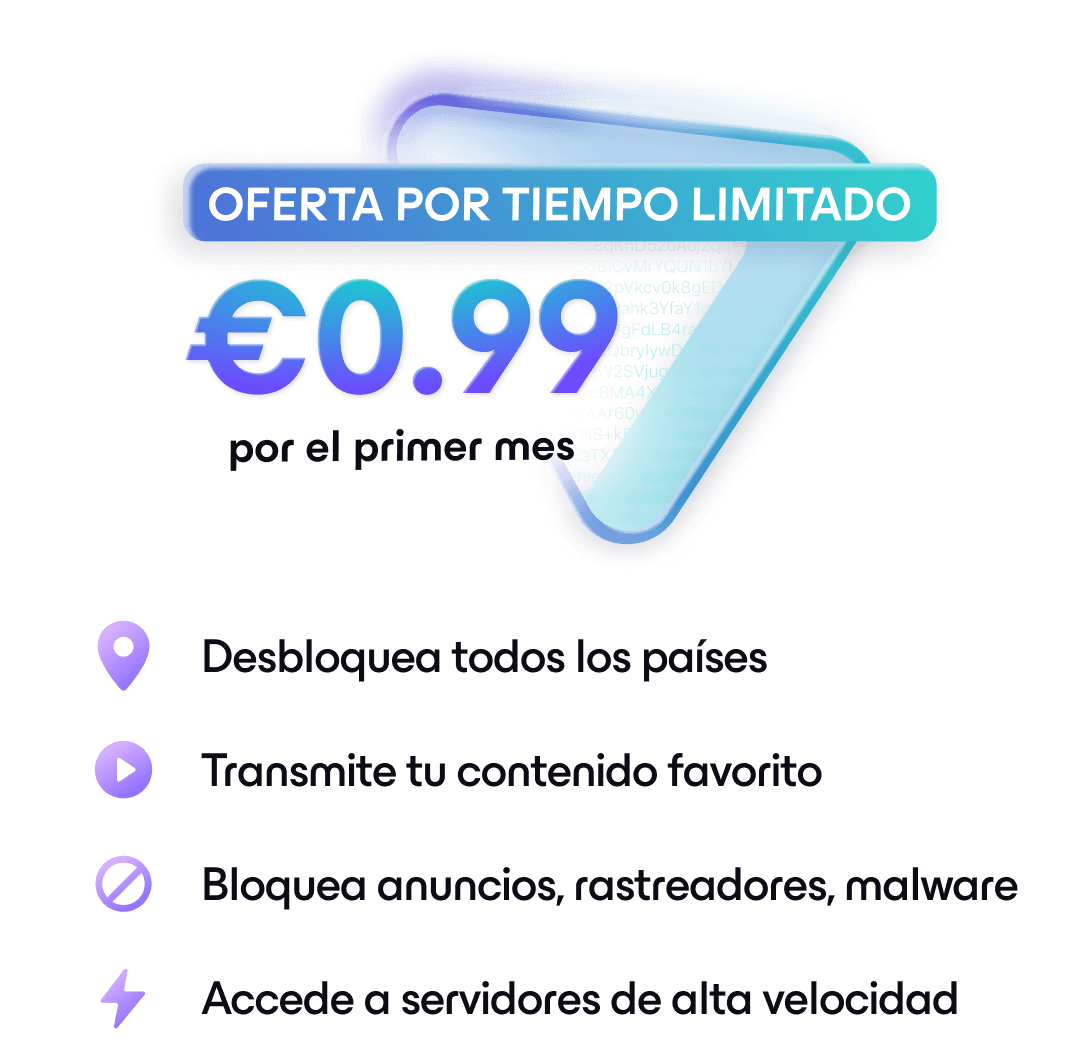 OFERTA POR TIEMPO LIMITADO
€0.99
por el primer mes
Desbloquea todos los países
Transmite tu contenido favorito
Bloquea anuncios, rastreadores, malware
Accede a servidores de alta velocidad